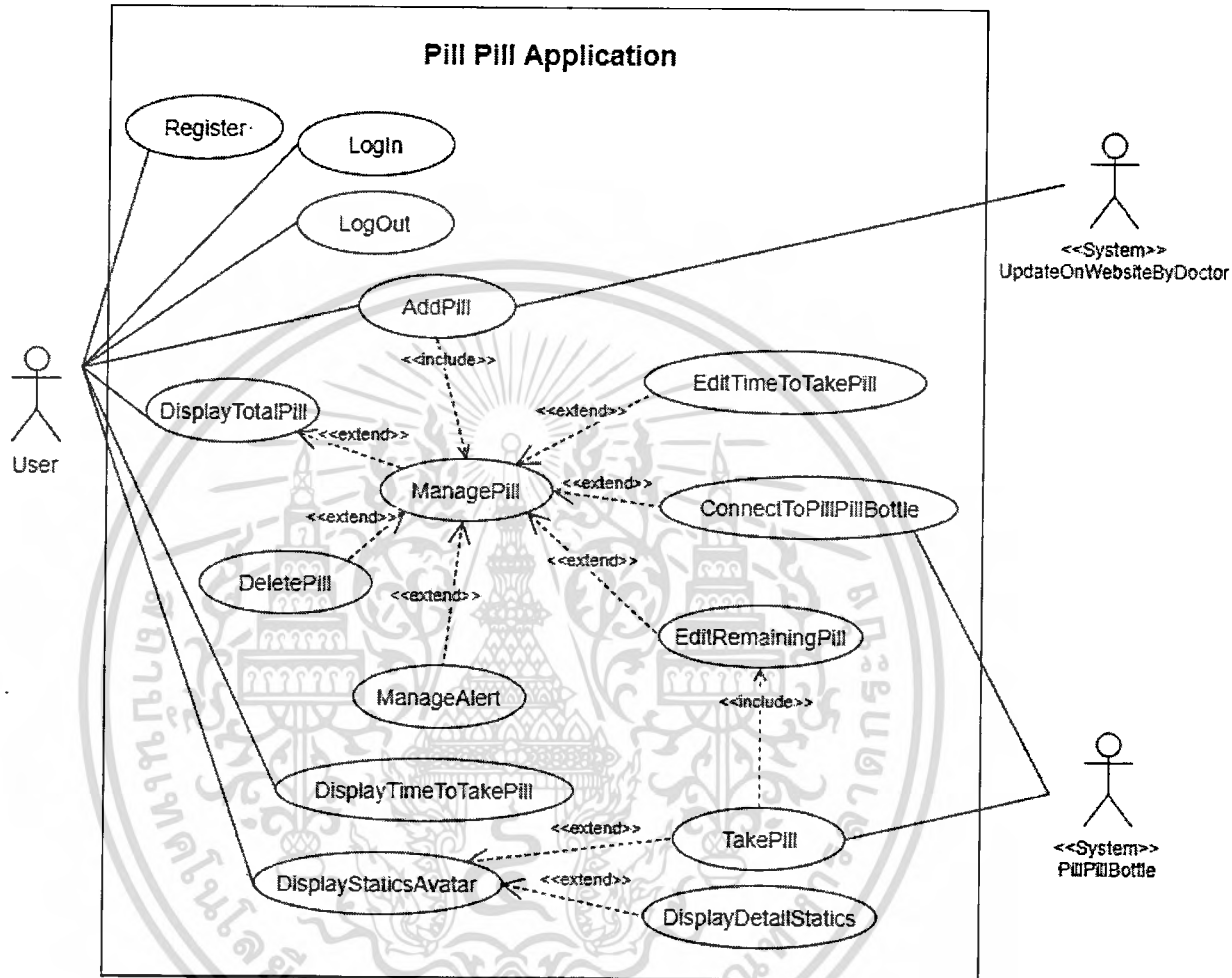 Pill Pill Application
Register
LogIn
LogOut
<<System>>
UpdateOnWebsiteByDoctor
AddPill
<<include>>
EditTimeToTakePill
<<extend>>
DisplayTotalPill
<<extend>>
User
ManagePill
<<extend>>
ConnectToPillPillBottle
<<extend>>
<<extend>>
DeletePill
<<extend>>
EditRemainingPill
ManageAlert
<<include>>
DisplayTimeToTakePill
<<extend>>
TakePill
<<System>>
PillPillBottle
DisplayStaticsAvatar
<<extend>>
DisplayDetailStatics